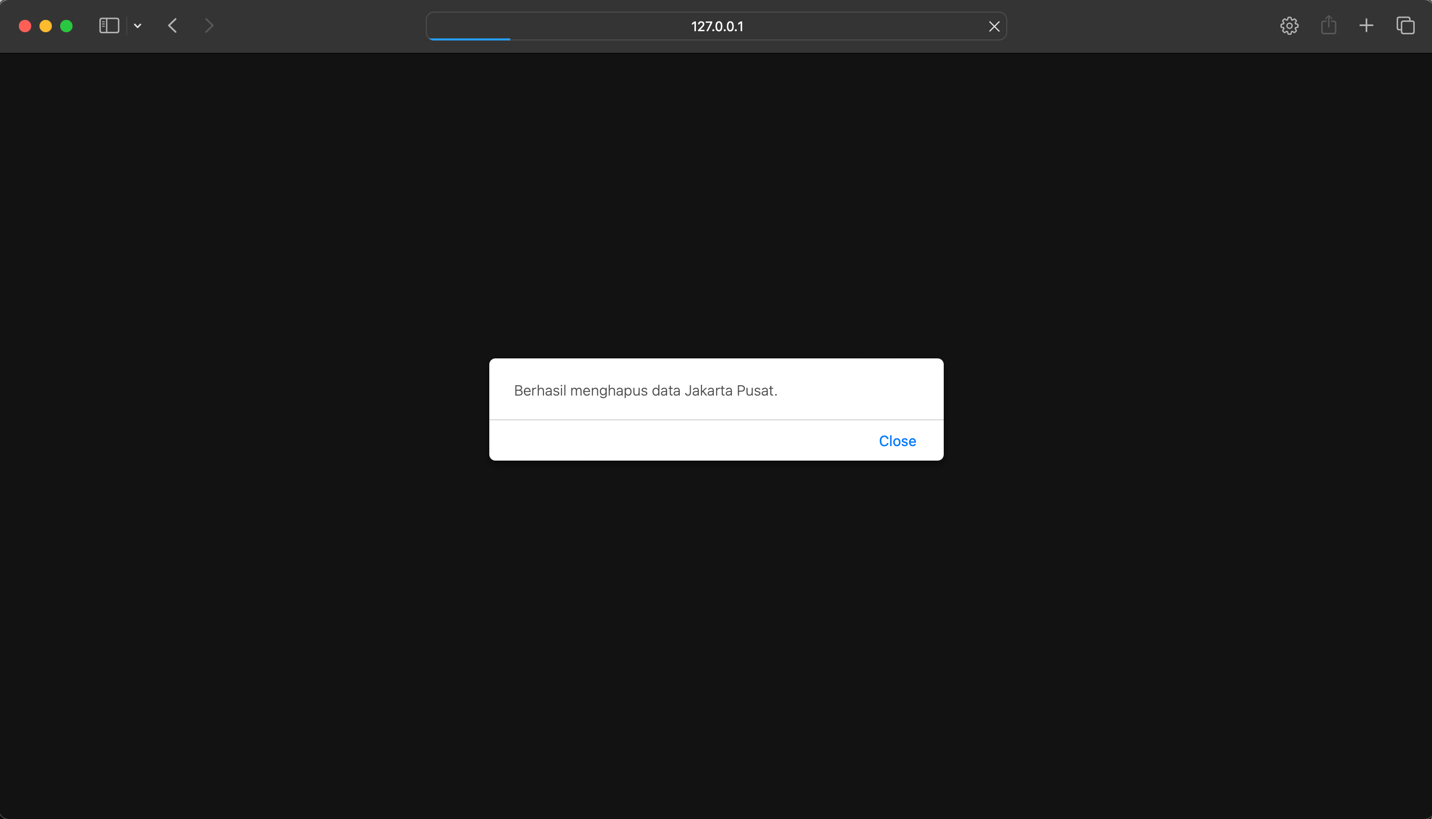 127.0.0.1
Berhasil menghapus data Jakarta Pusat.
Close